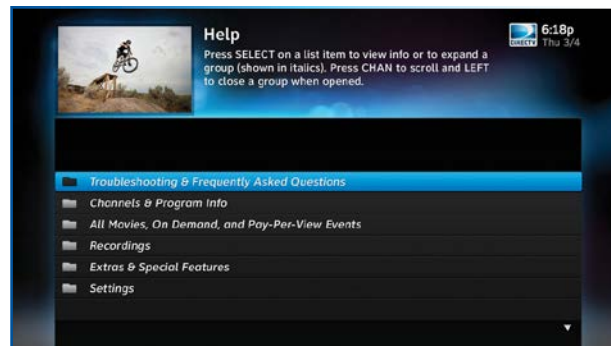 Help
Press SELECT on a list item to view info or to expand a
group (shown in italics). Press CHAN to scroll and LEFT
to close a group when opened.
DIRECTV
6:18p
Thu 3/4
Troubleshooting & Frequently Asked Questions
Channels & Program Info
All Movies, On Demand, and Pay-Per-View Events
Recordings
Extras & Special Features
Settings